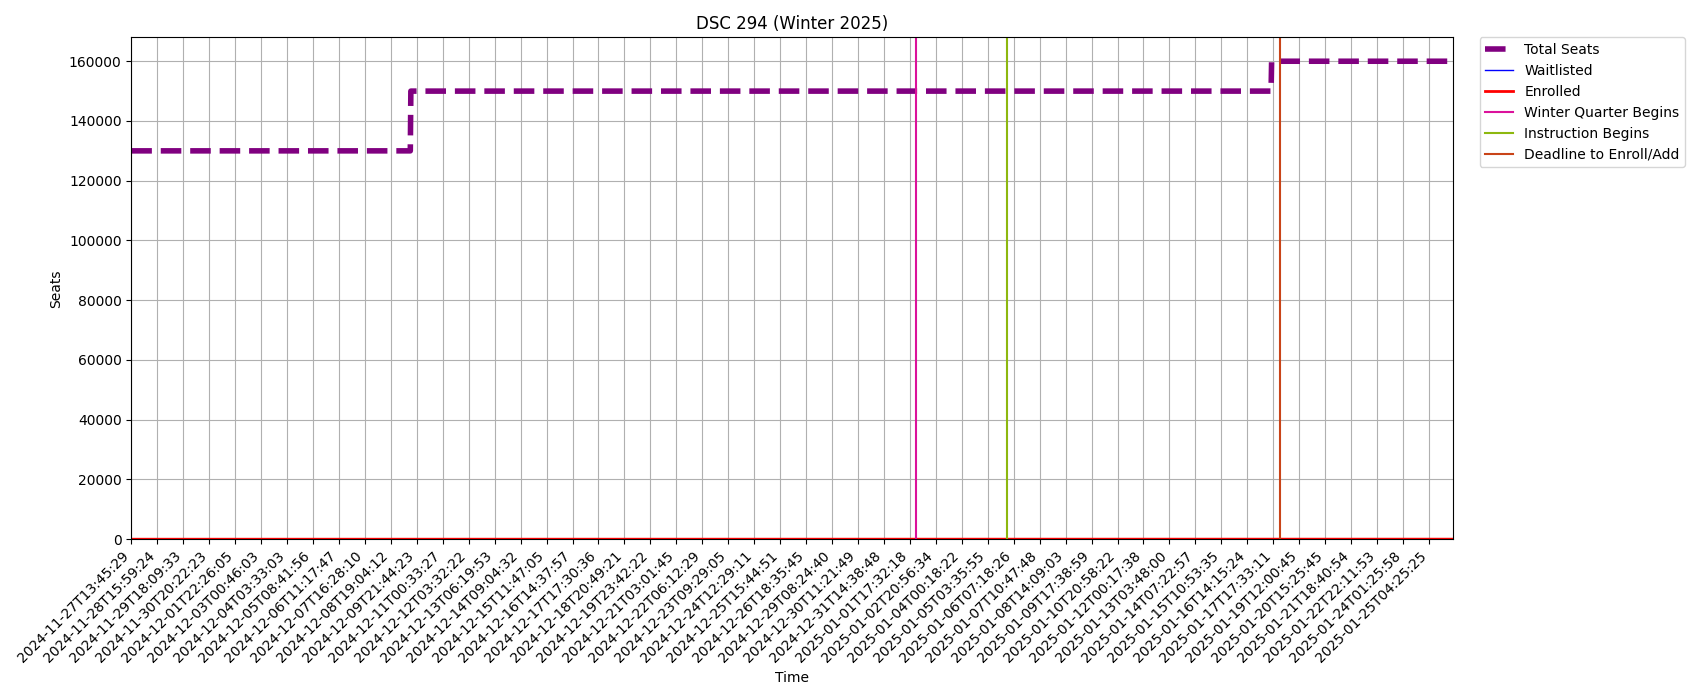 DSC 294 (Winter 2025)
Total Seats
Waitlisted
Enrolled
Winter Quarter Begins
Instruction Begins
Deadline to Enroll/Add
Seats
160000
140000
120000
100000
80000
60000
40000
20000
0
2024-11-27T13:45:29
2024-11-28T15:59:24
2024-11-29T18:09:33
2024-11-30T20:22:23
2024-12-01T22:26:05
2024-12-03T00:46:03
2024-12-04T03:33:03
2024-12-05T08:41:56
2024-12-06T11:17:47
2024-12-07T16:28:10
2024-12-08T19:04:12
2024-12-09T21:44:23
2024-12-11T00:33:27
2024-12-12T03:32:22
2024-12-13T06:19:53
2024-12-14T09:04:32
2024-12-15T11:47:05
2024-12-16T14:37:57
2024-12-17T17:30:36
2024-12-18T20:49:21
2024-12-19T23:42:22
2024-12-21T03:01:45
2024-12-22T06:12:29
2024-12-23T09:29:05
2024-12-24T12:29:11
2024-12-25T15:44:51
2024-12-26T18:35:45
2024-12-29T08:24:40
2024-12-30T11:21:49
2024-12-31T14:38:48
2025-01-01T17:32:18
2025-01-02T20:56:34
2025-01-04T00:18:22
2025-01-05T03:35:55
2025-01-06T07:18:26
2025-01-07T10:47:48
2025-01-08T14:09:03
2025-01-09T17:38:59
2025-01-10T20:58:22
2025-01-12T00:17:38
2025-01-13T03:48:00
2025-01-14T07:22:57
2025-01-15T10:53:35
2025-01-16T14:15:24
2025-01-17T17:33:11
2025-01-19T12:00:45
2025-01-20T15:25:45
2025-01-21T18:40:54
2025-01-22T22:11:53
2025-01-24T01:25:58
2025-01-25T04:25:25
Time